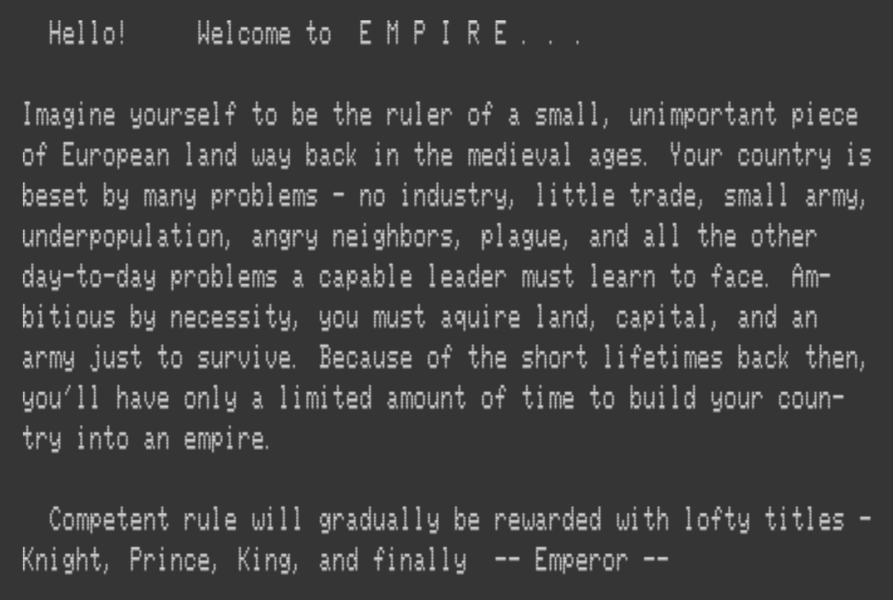 Hello!     Welcome to  E M P I R E . . .
Imagine yourself to be the ruler of a small, unimportant piece
of European land way back in the medieval ages.  Your country is
beset by many problems - no industry, little trade, small army,
underpopulation, angry neighbors, plague, and all the other
day-to-day problems a capable leader must learn to face.  Am-
bitious by necessity, you must aquire land, capital, and an
army just to survive.  Because of the short lifetimes back then,
you'll have only a limited amount of time to build your coun-
try into an empire.
Competent rule will gradually be rewarded with lofty titles -
Knight, Prince, King, and finally  -- Emperor --